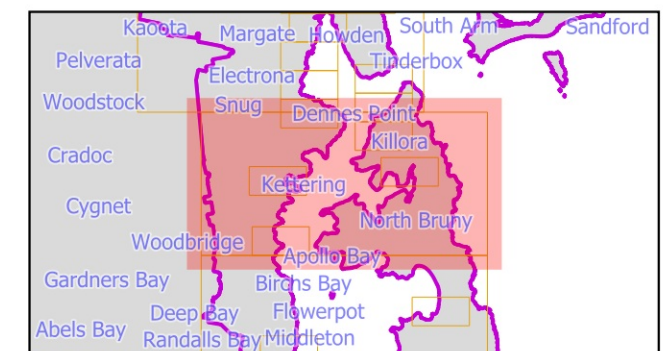 Kaoota
Margate
Howden
South Arm
Sandford
Pelverata
Electrona
Tinderbox
Woodstock
Snug
Dennes Point
Killora
Cradoc
Kettering
Cygnet
North Bruny
Woodbridge
Apollo Bay
Gardners Bay
Birchs Bay
Deep Bay
Flowerpot
Abels Bay
Randalls Bay
Middleton